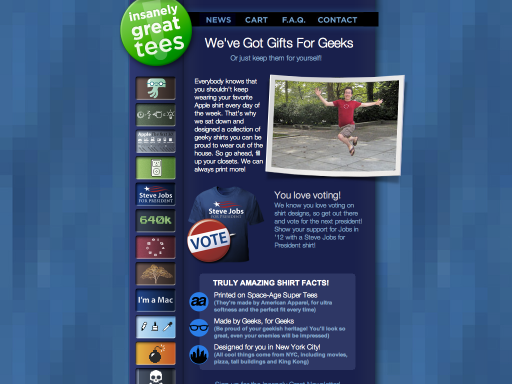 insanely
great
tees
NEWS CART F.A.Q. CONTACT
We've Got Gifts For Geeks
Or just keep them for yourself!
Everybody knows that
you shouldn't keep
wearing your favorite
Apple shirt every day of
the week. That's why
we sat down and
designed a collection of
geeky shirts you can be
proud to wear out of the
house. So go ahead, fill
up your closets. We can
always print more!
Apple
Steve Jobs
FOR PRESIDENT
640k
I'm a Mac
Steve Jobs
FOR PRESIDENT
VOTE
You love voting!
We know you love voting on
shirt designs, so get out there
and vote for the next president!
Show your support for Jobs in
'12 with a Steve Jobs for
President shirt!
TRULY AMAZING SHIRT FACTS!
aa
Printed on Space-Age Super Tees
(They're made by American Apparel, for ultra
softness and the perfect fit every time)
Made by Geeks, for Geeks
(Be proud of your geekish heritage! You'll look so
great, even your enemies will be impressed)
Designed for you in New York City!
(All cool things come from NYC, including movies,
pizza, tall buildings and King Kong)